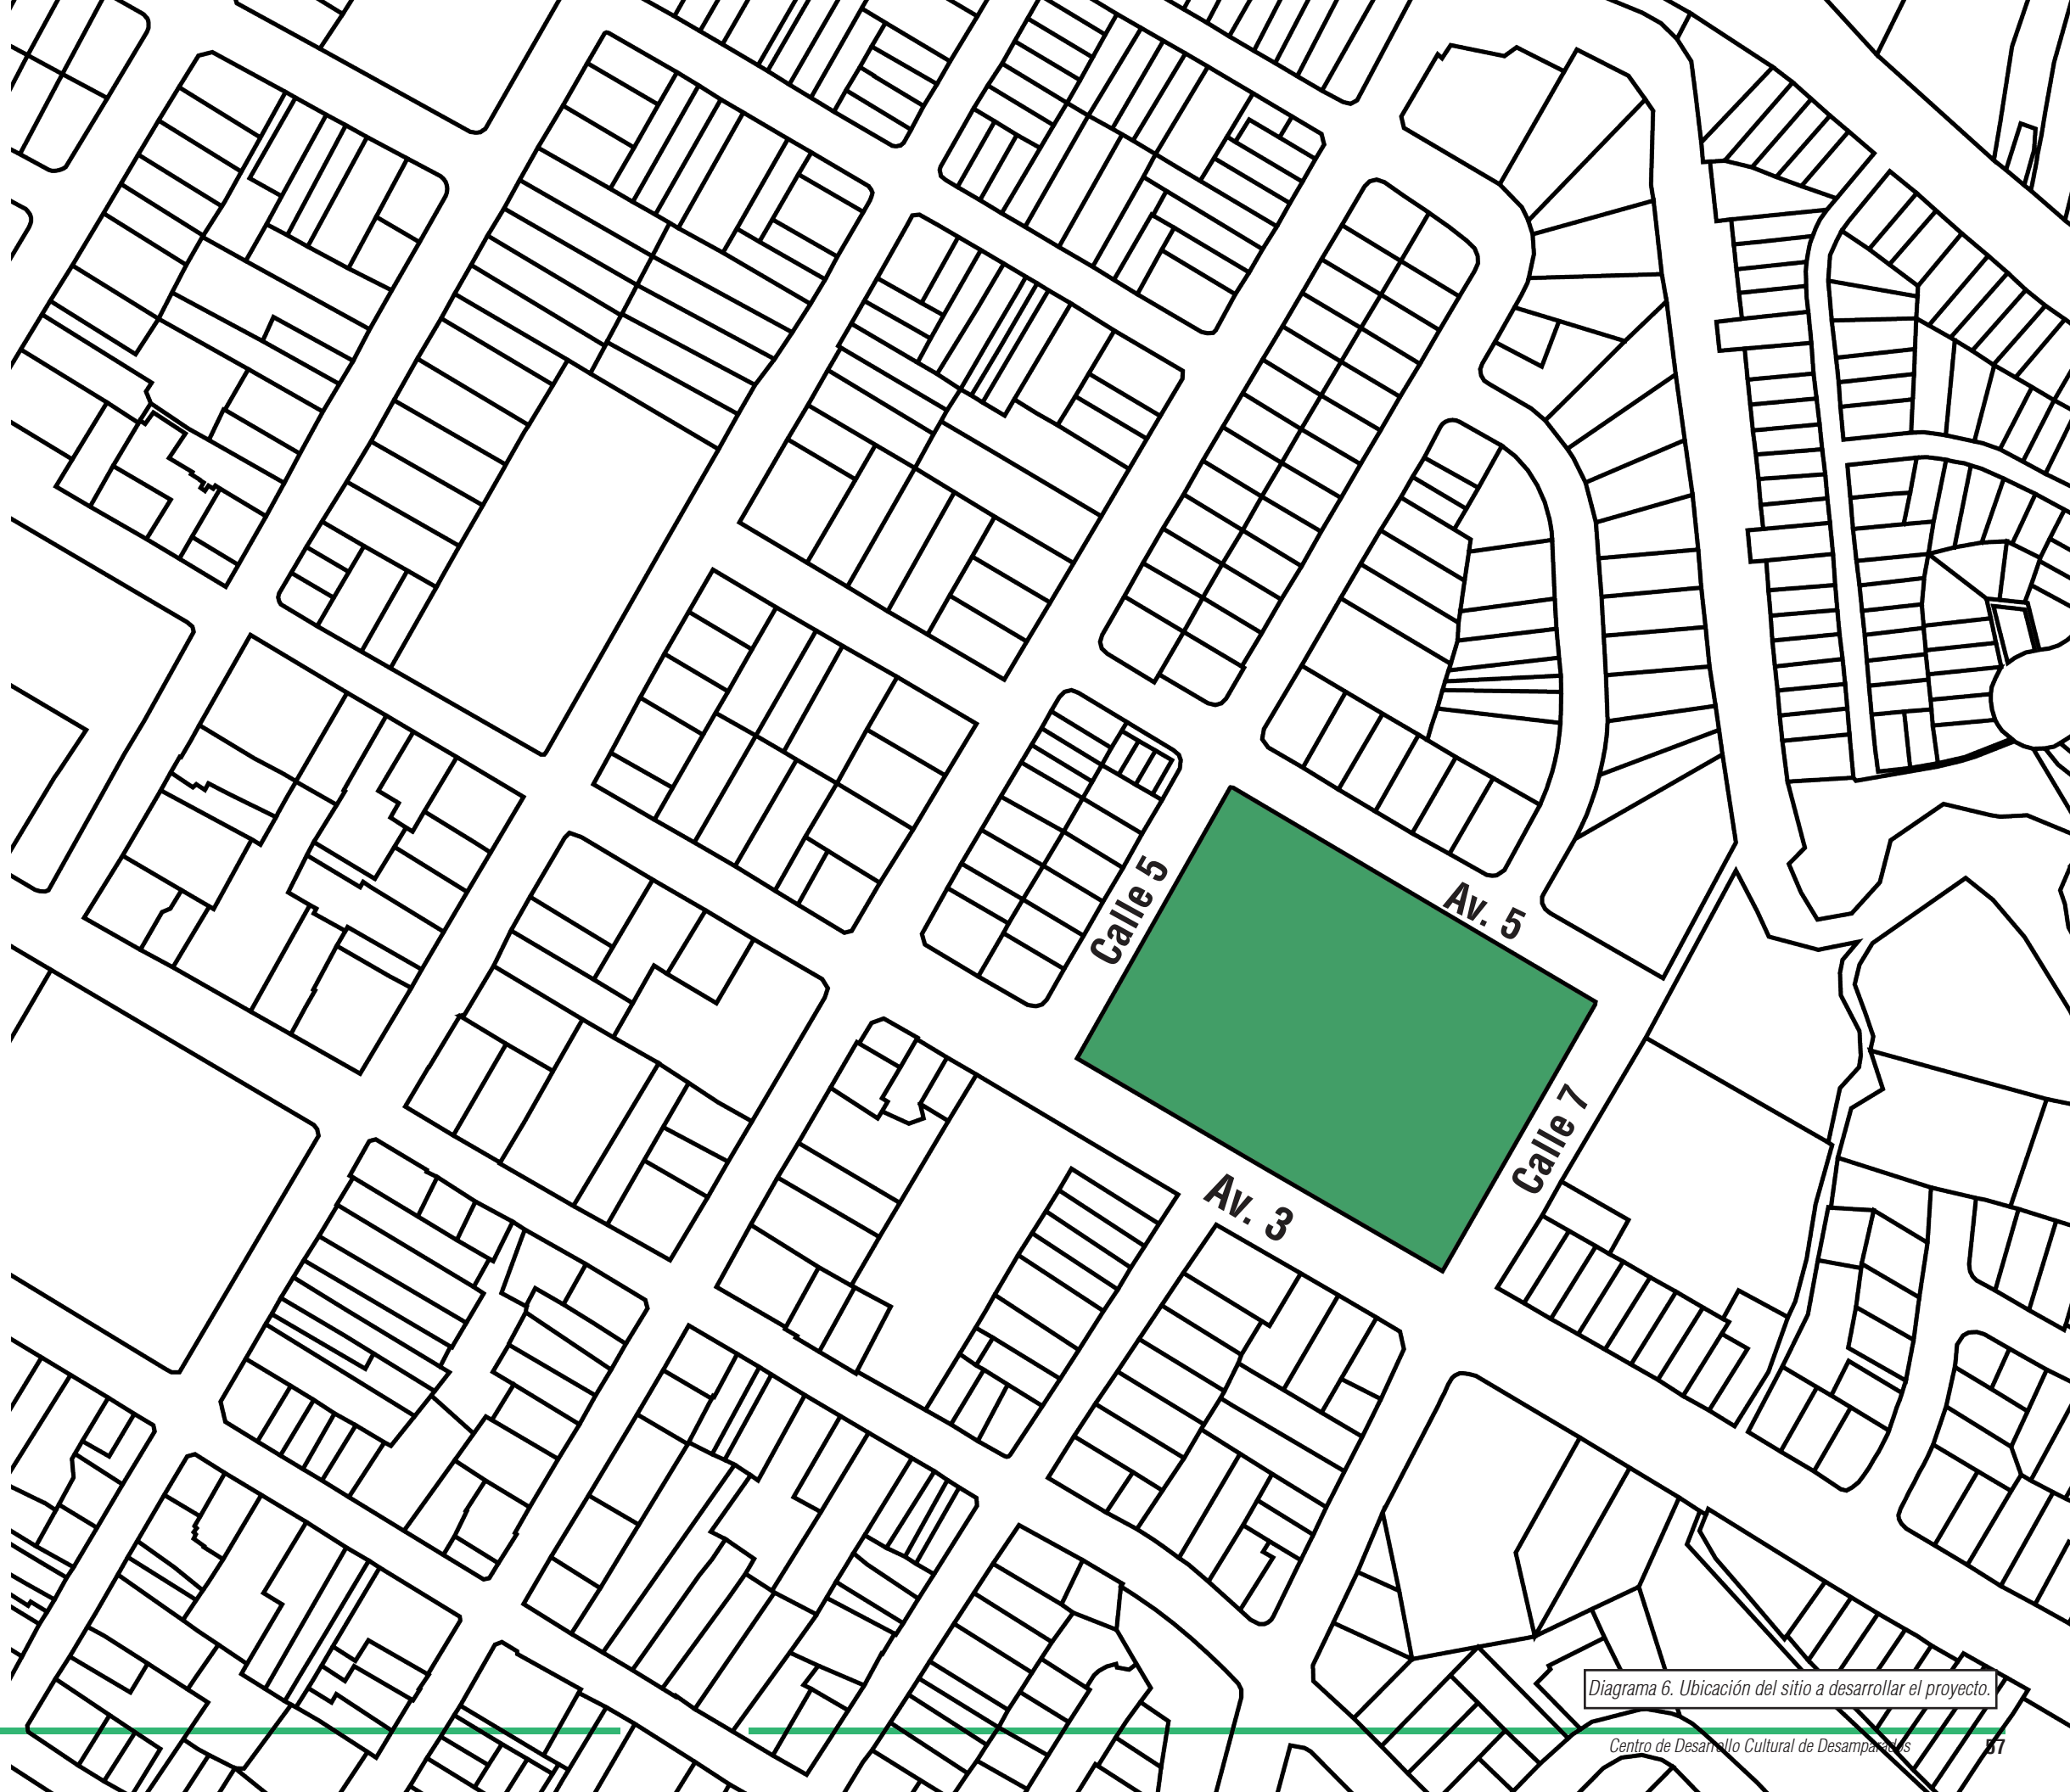 Calle 5
Av. 5
Calle 7
Av. 3
Diagrama 6. Ubicación del sitio a desarrollar el proyecto.
Centro de Desarrollo Cultural de Desamparados
57